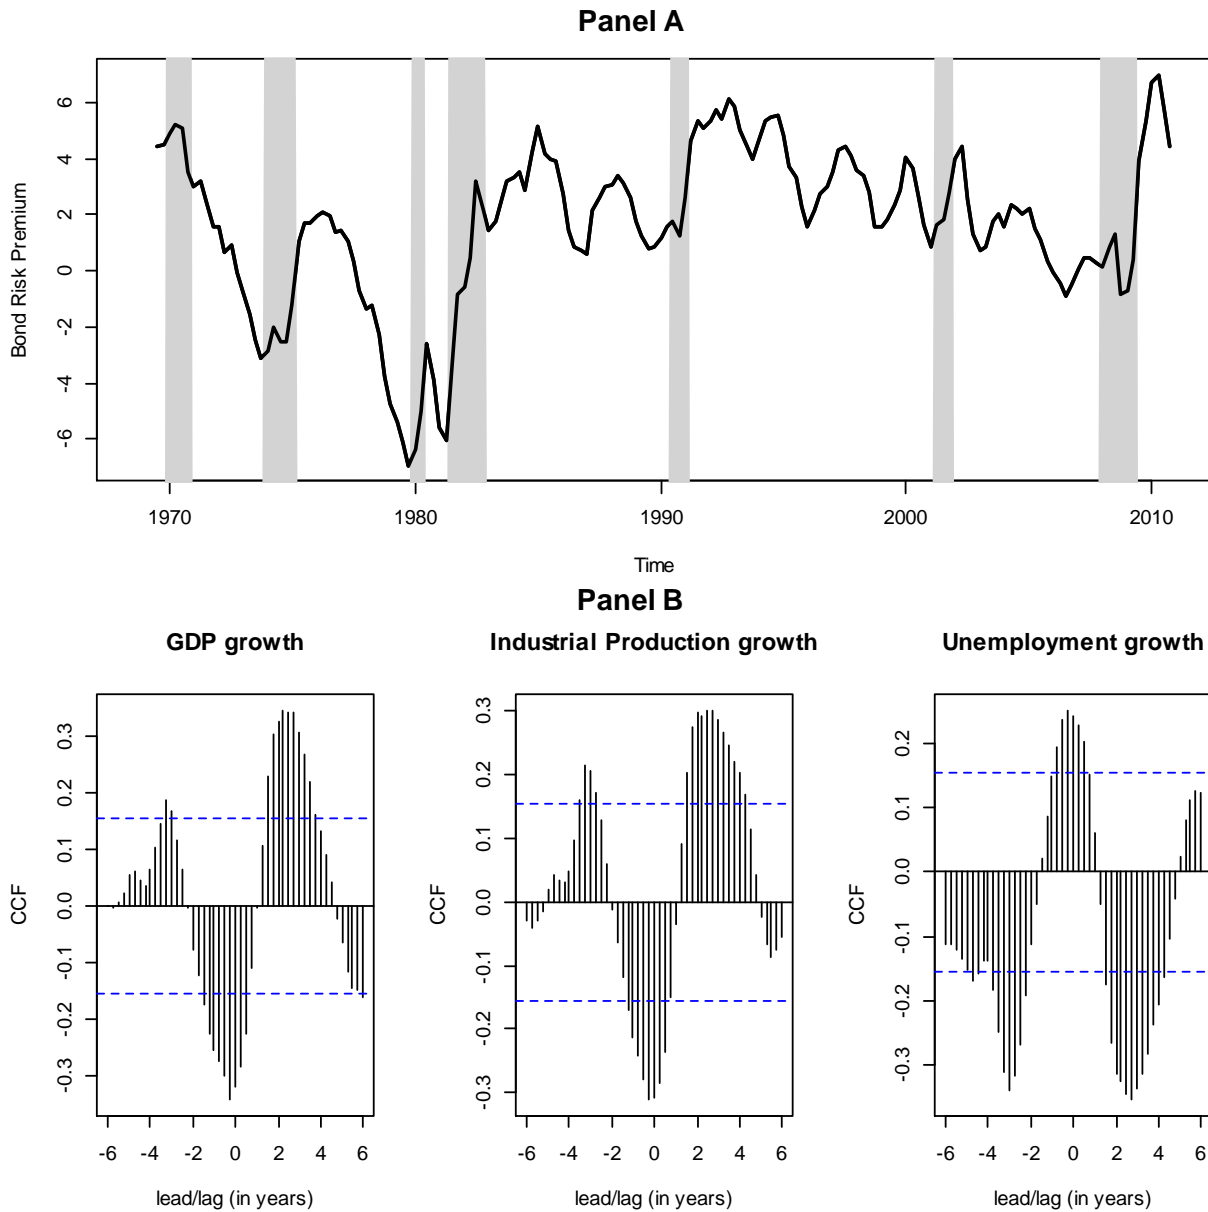 Panel A
Bond Risk Premium
6
4
2
0
-2
-4
-6
1970 1980 1990 2000 2010
Time
Panel B
GDP growth
CCF
0.3
0.2
0.1
0.0
-0.1
-0.2
-0.3
-6 -4 -2 0 2 4 6
lead/lag (in years)
Industrial Production growth
CCF
0.3
0.2
0.1
0.0
-0.1
-0.2
-0.3
-6 -4 -2 0 2 4 6
lead/lag (in years)
Unemployment growth
CCF
0.2
0.1
0.0
-0.1
-0.2
-0.3
-6 -4 -2 0 2 4 6
lead/lag (in years)